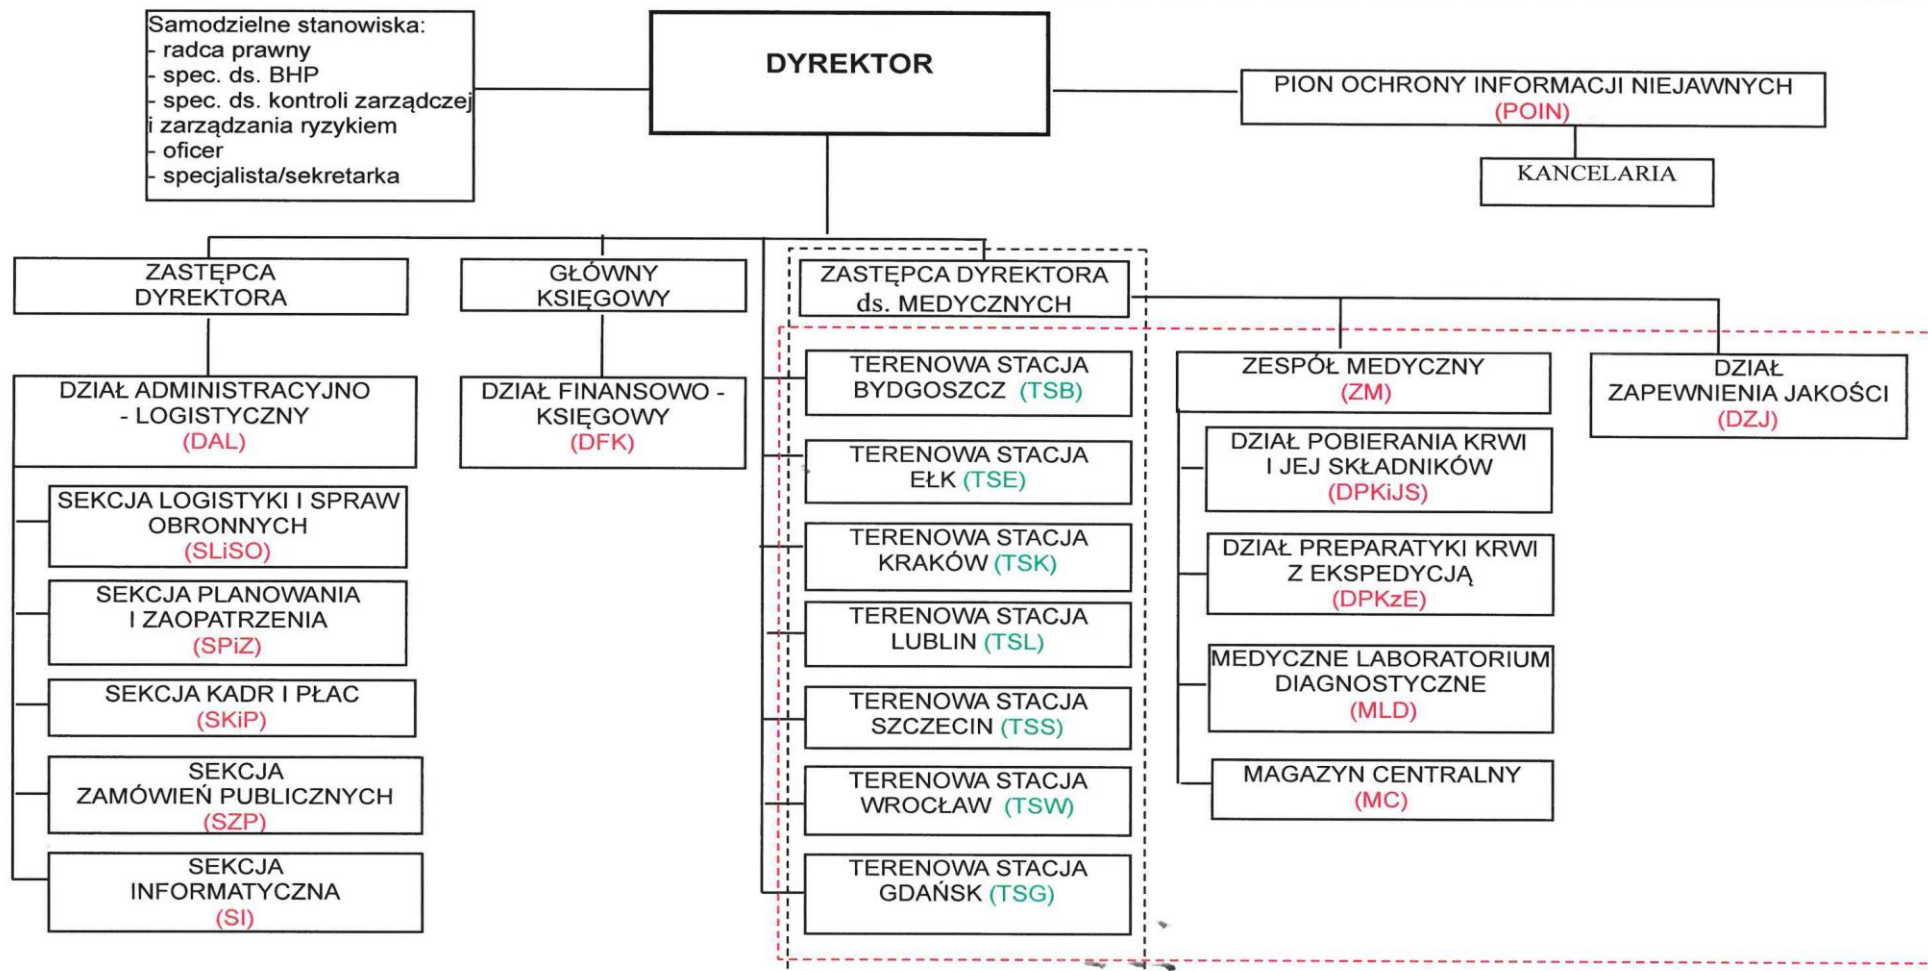 Samodzielne stanowiska:
- radca prawny
- spec. ds. BHP
- spec. ds. kontroli zarządczej
i zarządzania ryzykiem
- oficer
- specjalista/sekretarka
DYREKTOR
PION OCHRONY INFORMACJI NIEJAWNYCH
(POIN)
KANCELARIA
ZASTĘPCA
DYREKTORA
GŁÓWNY
KSIĘGOWY
ZASTĘPCA DYREKTORA
ds. MEDYCZNYCH
DZIAŁ ADMINISTRACYJNO
- LOGISTYCZNY
(DAL)
SEKCJA LOGISTYKI I SPRAW
OBRONNYCH
(SLiSO)
SEKCJA PLANOWANIA
I ZAOPATRZENIA
(SPiZ)
SEKCJA KADR I PŁAC
(SKiP)
SEKCJA
ZAMÓWIEŃ PUBLICZNYCH
(SZP)
SEKCJA
INFORMATYCZNA
(SI)
DZIAŁ FINANSOWO -
KSIĘGOWY
(DFK)
TERENOWA STACJA
BYDGOSZCZ (TSB)
TERENOWA STACJA
EŁK (TSE)
TERENOWA STACJA
KRAKÓW (TSK)
TERENOWA STACJA
LUBLIN (TSL)
TERENOWA STACJA
SZCZECIN (TSS)
TERENOWA STACJA
WROCŁAW (TSW)
TERENOWA STACJA
GDAŃSK (TSG)
ZESPÓŁ MEDYCZNY
(ZM)
DZIAŁ POBIERANIA KRWI
I JEJ SKŁADNIKÓW
(DPKiJS)
DZIAŁ PREPARATYKI KRWI
Z EKSPEDYCJĄ
(DPKzE)
MEDYCZNE LABORATORIUM
DIAGNOSTYCZNE
(MLD)
MAGAZYN CENTRALNY
(MC)
DZIAŁ
ZAPEWNIENIA JAKOŚCI
(DZJ)